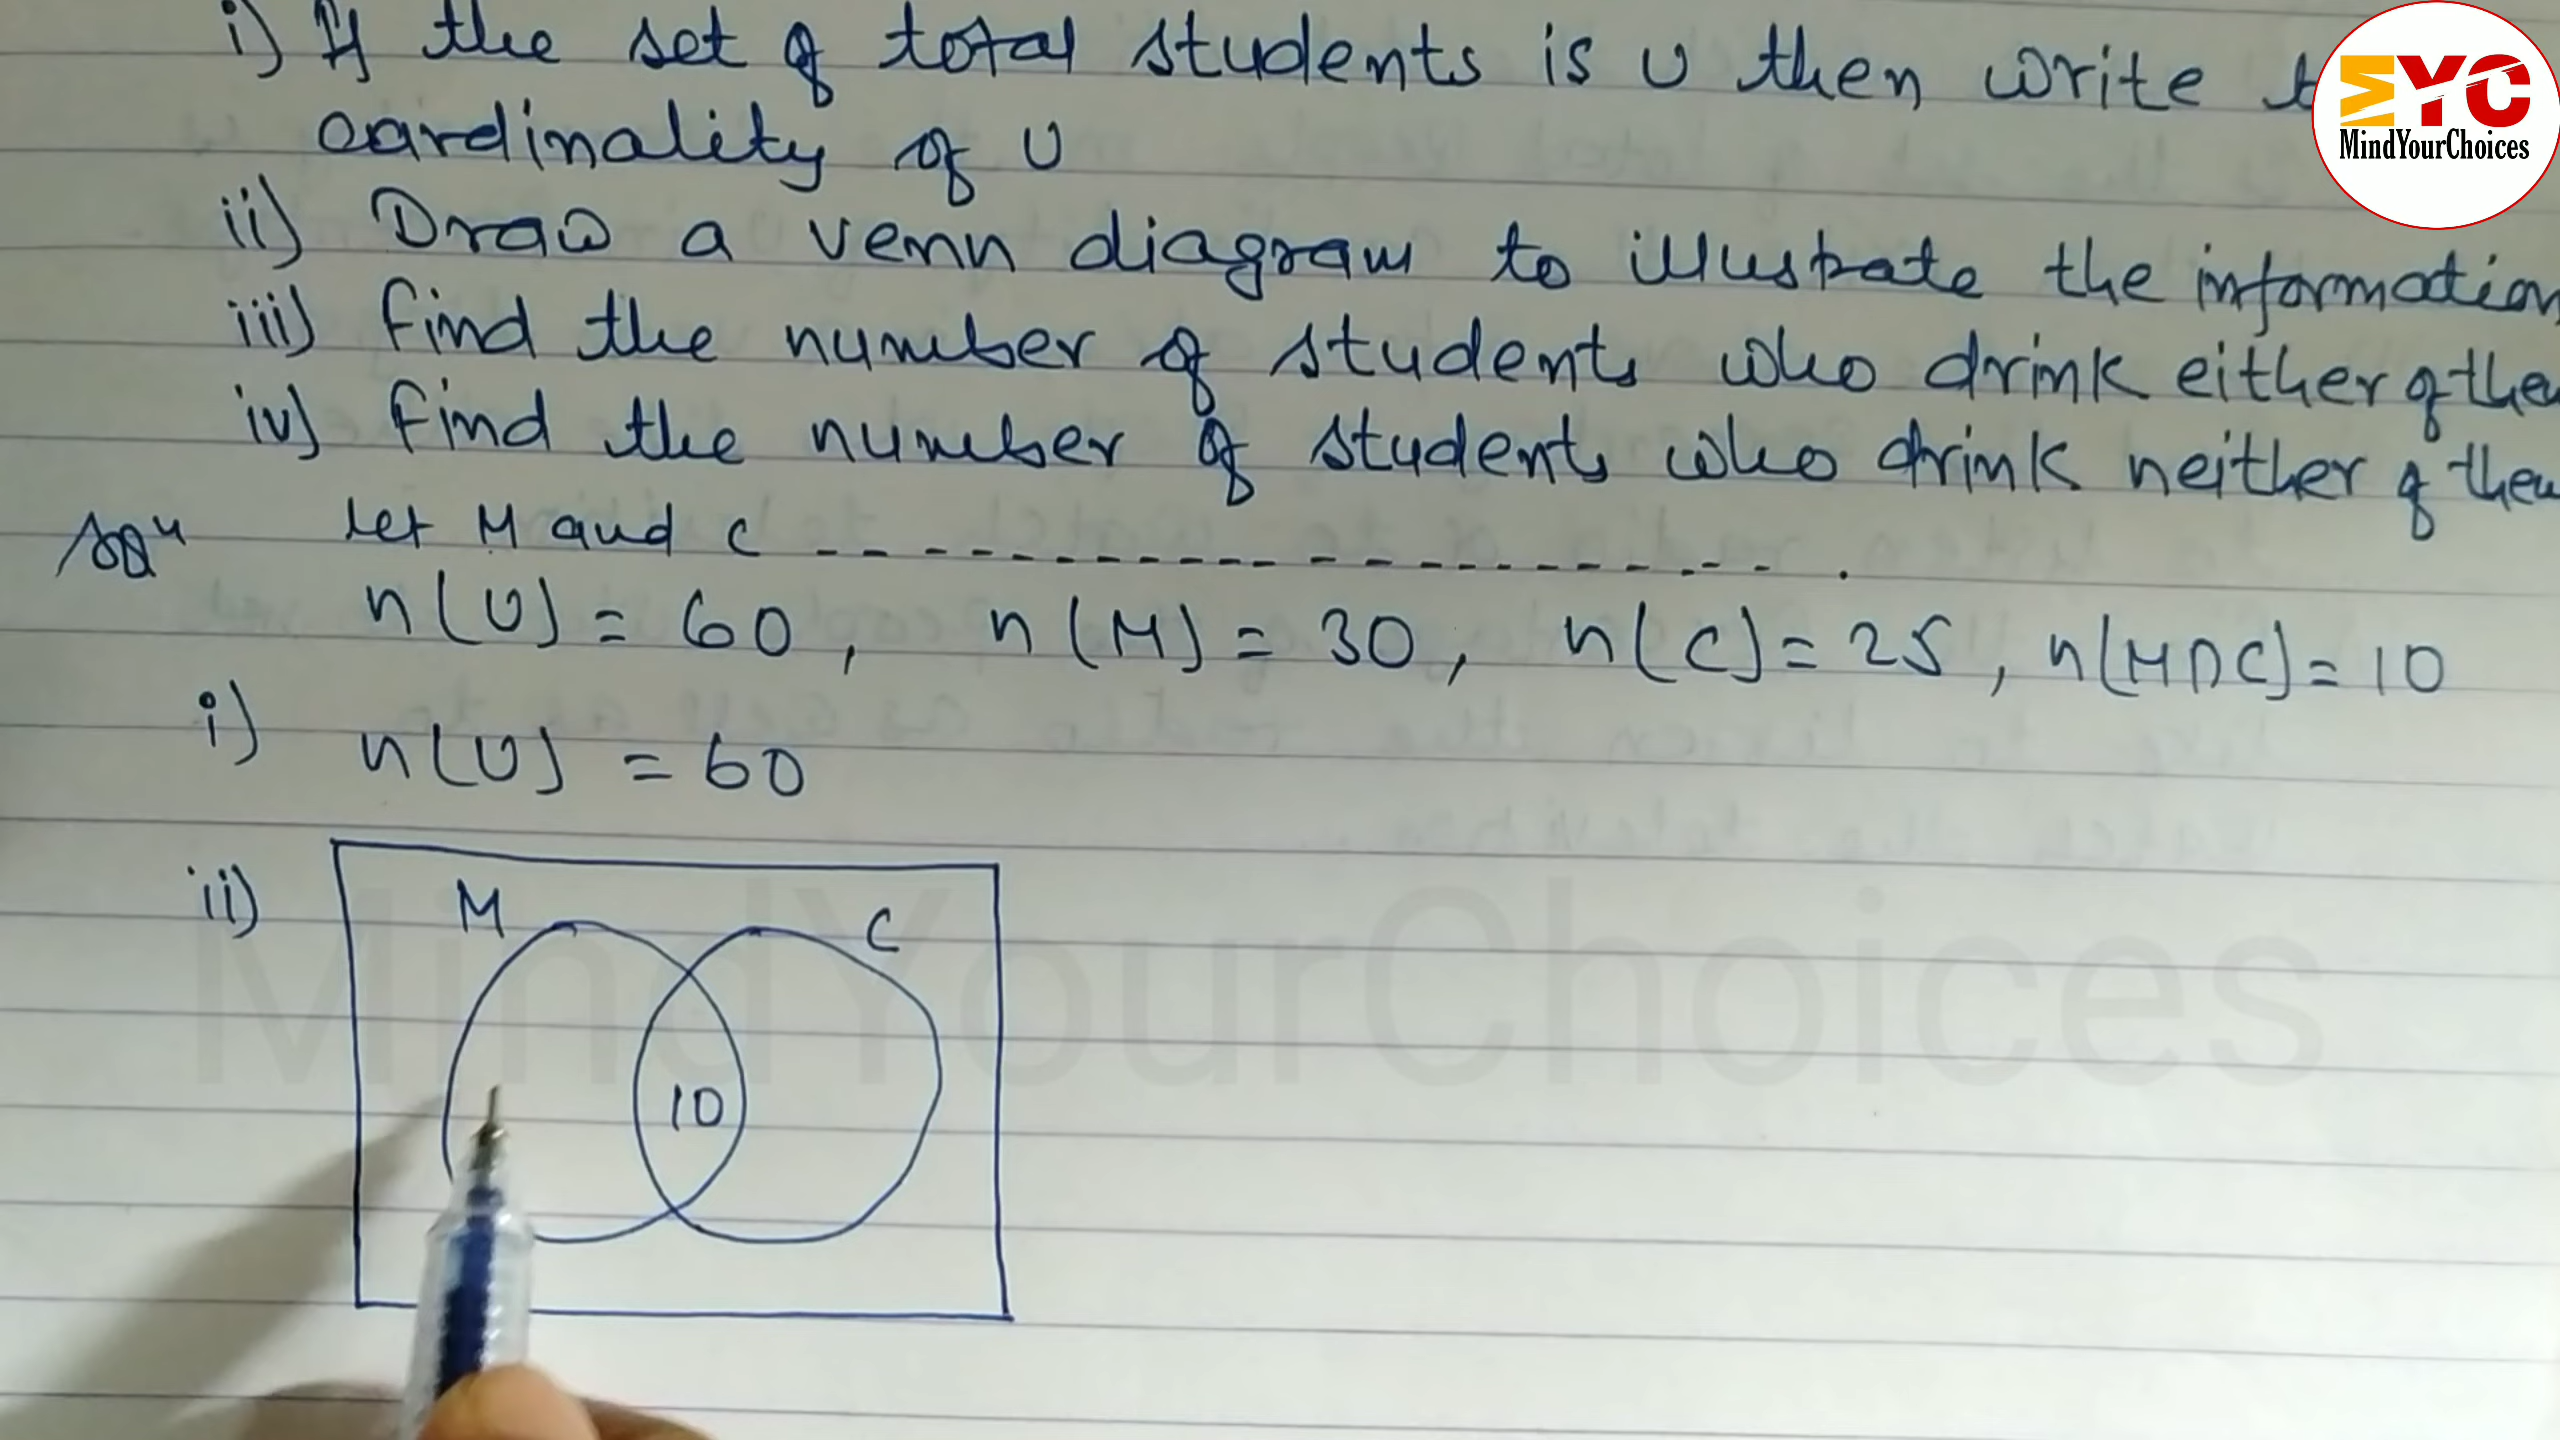 i) If the set of total students is U then write
cardinality of U
ii) Draw a venn diagram to illustrate the information
iii) Find the number of students who drink either of them
iv) Find the number of students who drink neither of them
Solⁿ Let M and C -------------------- .
n(U) = 60, n(M) = 30, n(C) = 25, n(M∩C) = 10
i) n(U) = 60
ii) M C
10
MYC
MindYourChoices
MindYourChoices